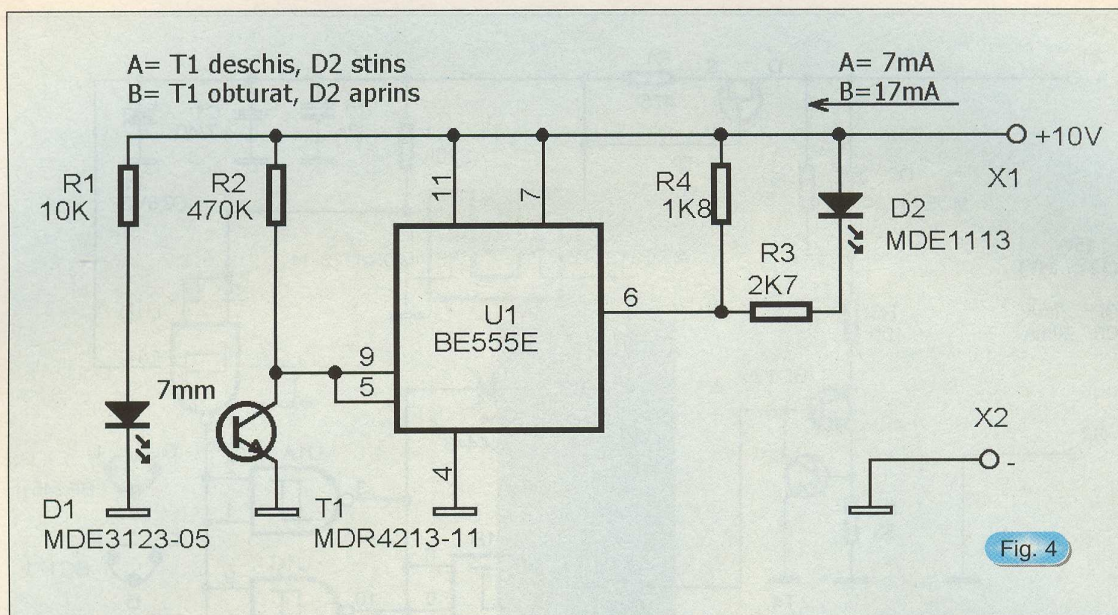 A= T1 deschis, D2 stins
B= T1 obturat, D2 aprins
A= 7mA
B=17mA
+10V
X1
R1
10K
R2
470K
11
7
R4
1K8
D2
MDE1113
R3
2K7
6
U1
BE555E
9
5
7mm
4
X2
-
D1
MDE3123-05
T1
MDR4213-11
Fig. 4